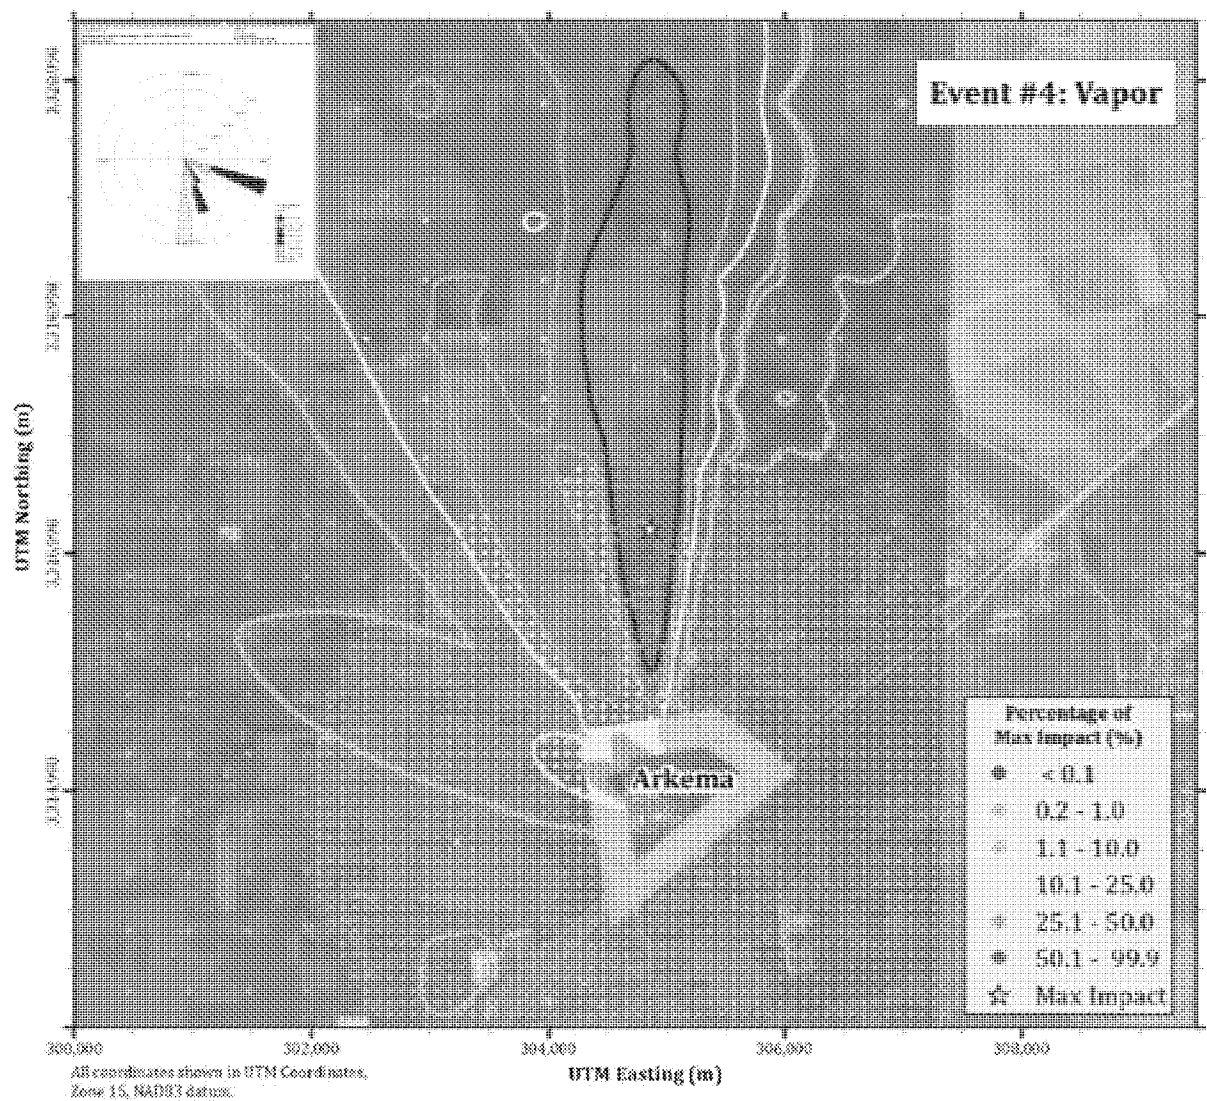 Event #4: Vapor
UTM Northing (m)
Arkema
Percentage of
Max Impact (%)
< 0.1
0.2 - 1.0
1.1 - 10.0
10.1 - 25.0
25.1 - 50.0
50.1 - 99.9
Max Impact
300,000
302,000
304,000
306,000
308,000
UTM Easting (m)
All coordinates shown in UTM Coordinates,
Zone 15, NAD83 datum.